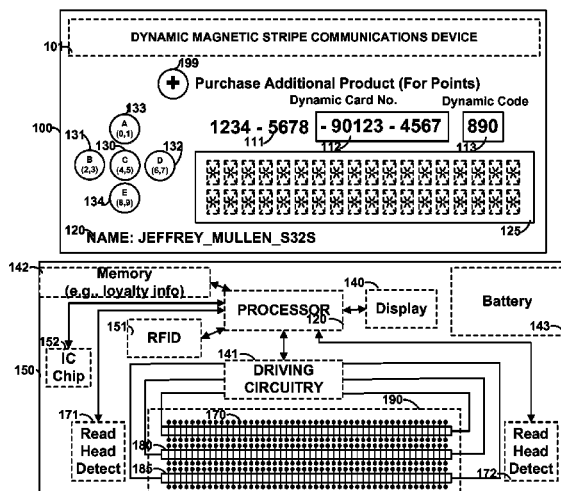 DYNAMIC MAGNETIC STRIPE COMMUNICATIONS DEVICE
101
199
+ Purchase Additional Product (For Points)
133
Dynamic Card No. Dynamic Code
100
A
(0,1)
1234 - 5678 - 90123 - 4567 890
131 130 132
111 112 113
B
(2,3)
C
(4,5)
D
(6,7)
E
(8,9)
134
120
125
NAME: JEFFREY_MULLEN_S32S
142
Memory
(e.g., loyalty info)
140
PROCESSOR
120
Display
Battery
143
151
RFID
152
IC
Chip
141
DRIVING
CIRCUITRY
150
190
171
170
Read
Head
Detect
180
185
Read
Head
Detect
172